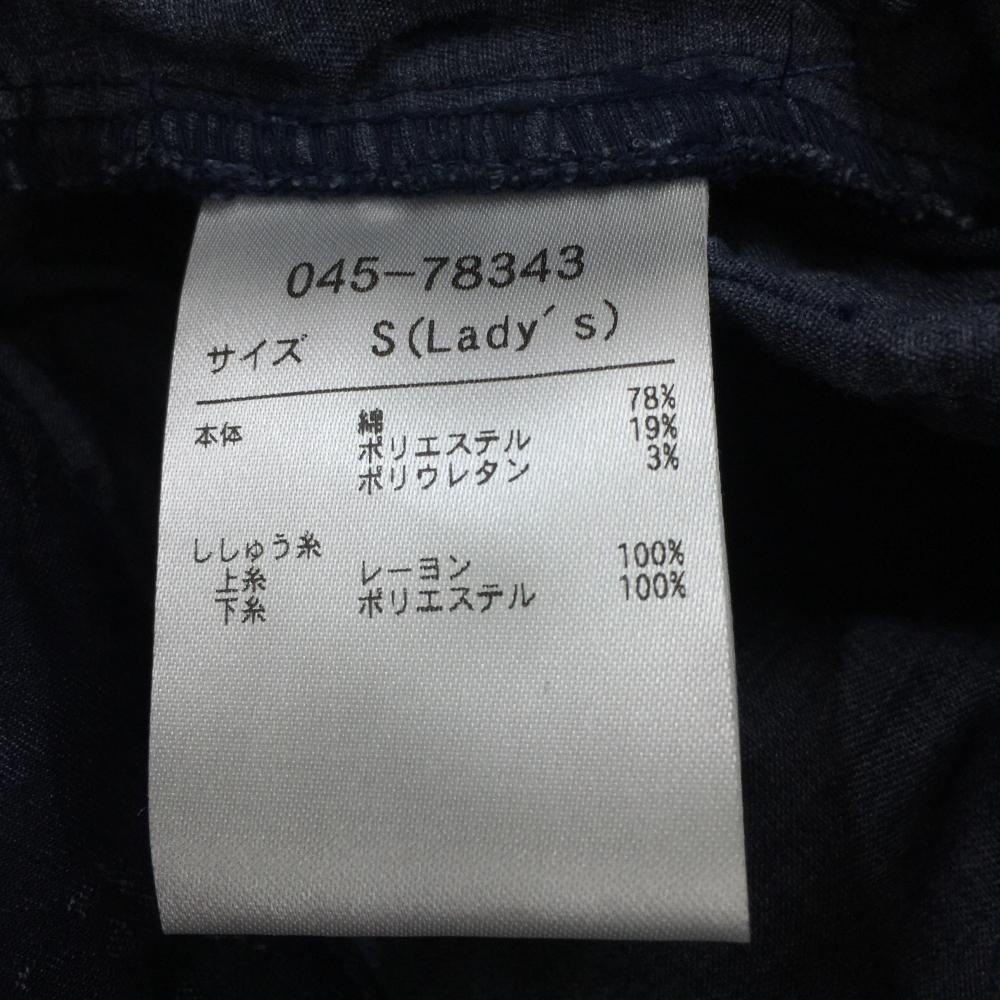 045-78343
サイズ S(Lady's)
本体 綿 78%
ポリエステル 19%
ポリウレタン 3%
ししゅう糸
上糸 レーヨン 100%
下糸 ポリエステル 100%